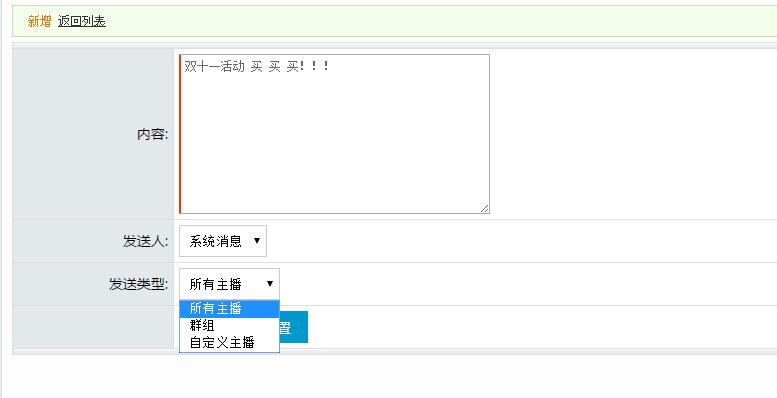 新增 返回列表
双十一活动 买 买 买！！！
内容:
发送人: 系统消息
发送类型: 所有主播
所有主播
群组
置
自定义主播